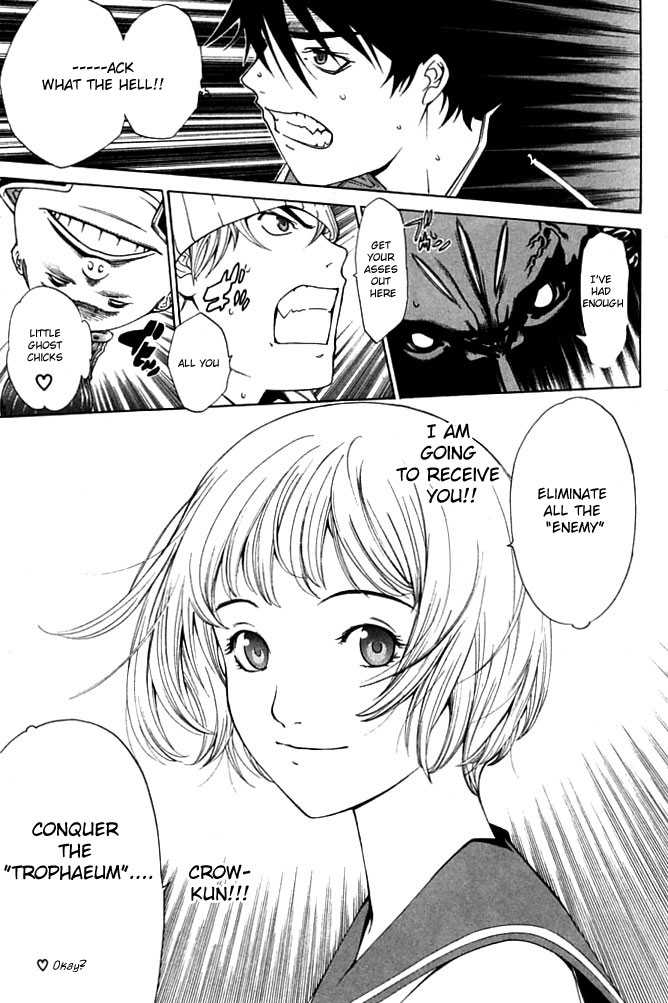 -----ACK
WHAT THE HELL!!
I'VE
HAD
ENOUGH
GET
YOUR
ASSES
OUT
HERE
ALL YOU
LITTLE
GHOST
CHICKS
♡
ELIMINATE
ALL THE
"ENEMY"
I AM
GOING
TO RECEIVE
YOU!!
CONQUER
THE
"TROPHAEUM"....
CROW-
KUN!!!
♡ Okay?